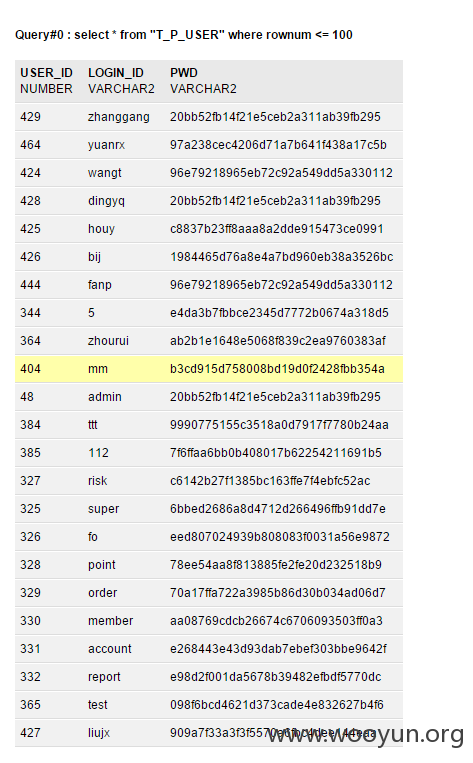 Query#0 : select * from "T_P_USER" where rownum <= 100
USER_ID LOGIN_ID PWD
NUMBER VARCHAR2 VARCHAR2
429 zhanggang 20bb52fb14f21e5ceb2a311ab39fb295
464 yuanrx 97a238cec4206d71a7b641f438a17c5b
424 wangt 96e79218965eb72c92a549dd5a330112
428 dingyq 20bb52fb14f21e5ceb2a311ab39fb295
425 houy c8837b23ff8aaa8a2dde915473ce0991
426 bij 1984465d76a8e4a7bd960eb38a3526bc
444 fanp 96e79218965eb72c92a549dd5a330112
344 5 e4da3b7fbbce2345d7772b0674a318d5
364 zhourui ab2b1e1648e5068f839c2ea9760383af
404 mm b3cd915d758008bd19d0f2428fbb354a
48 admin 20bb52fb14f21e5ceb2a311ab39fb295
384 ttt 9990775155c3518a0d7917f7780b24aa
385 112 7f6ffaa6bb0b408017b62254211691b5
327 risk c6142b27f1385bc163ffe7f4ebfc52ac
325 super 6bbed2686a8d4712d266496ffb91dd7e
326 fo eed807024939b808083f0031a56e9872
328 point 78ee54aa8f813885fe2fe20d232518b9
329 order 70a17ffa722a3985b86d30b034ad06d7
330 member aa08769cdcb26674c6706093503ff0a3
331 account e268443e43d93dab7ebef303bbe9642f
332 report e98d2f001da5678b39482efbdf5770dc
365 test 098f6bcd4621d373cade4e832627b4f6
427 liujx
www.wooyun.org